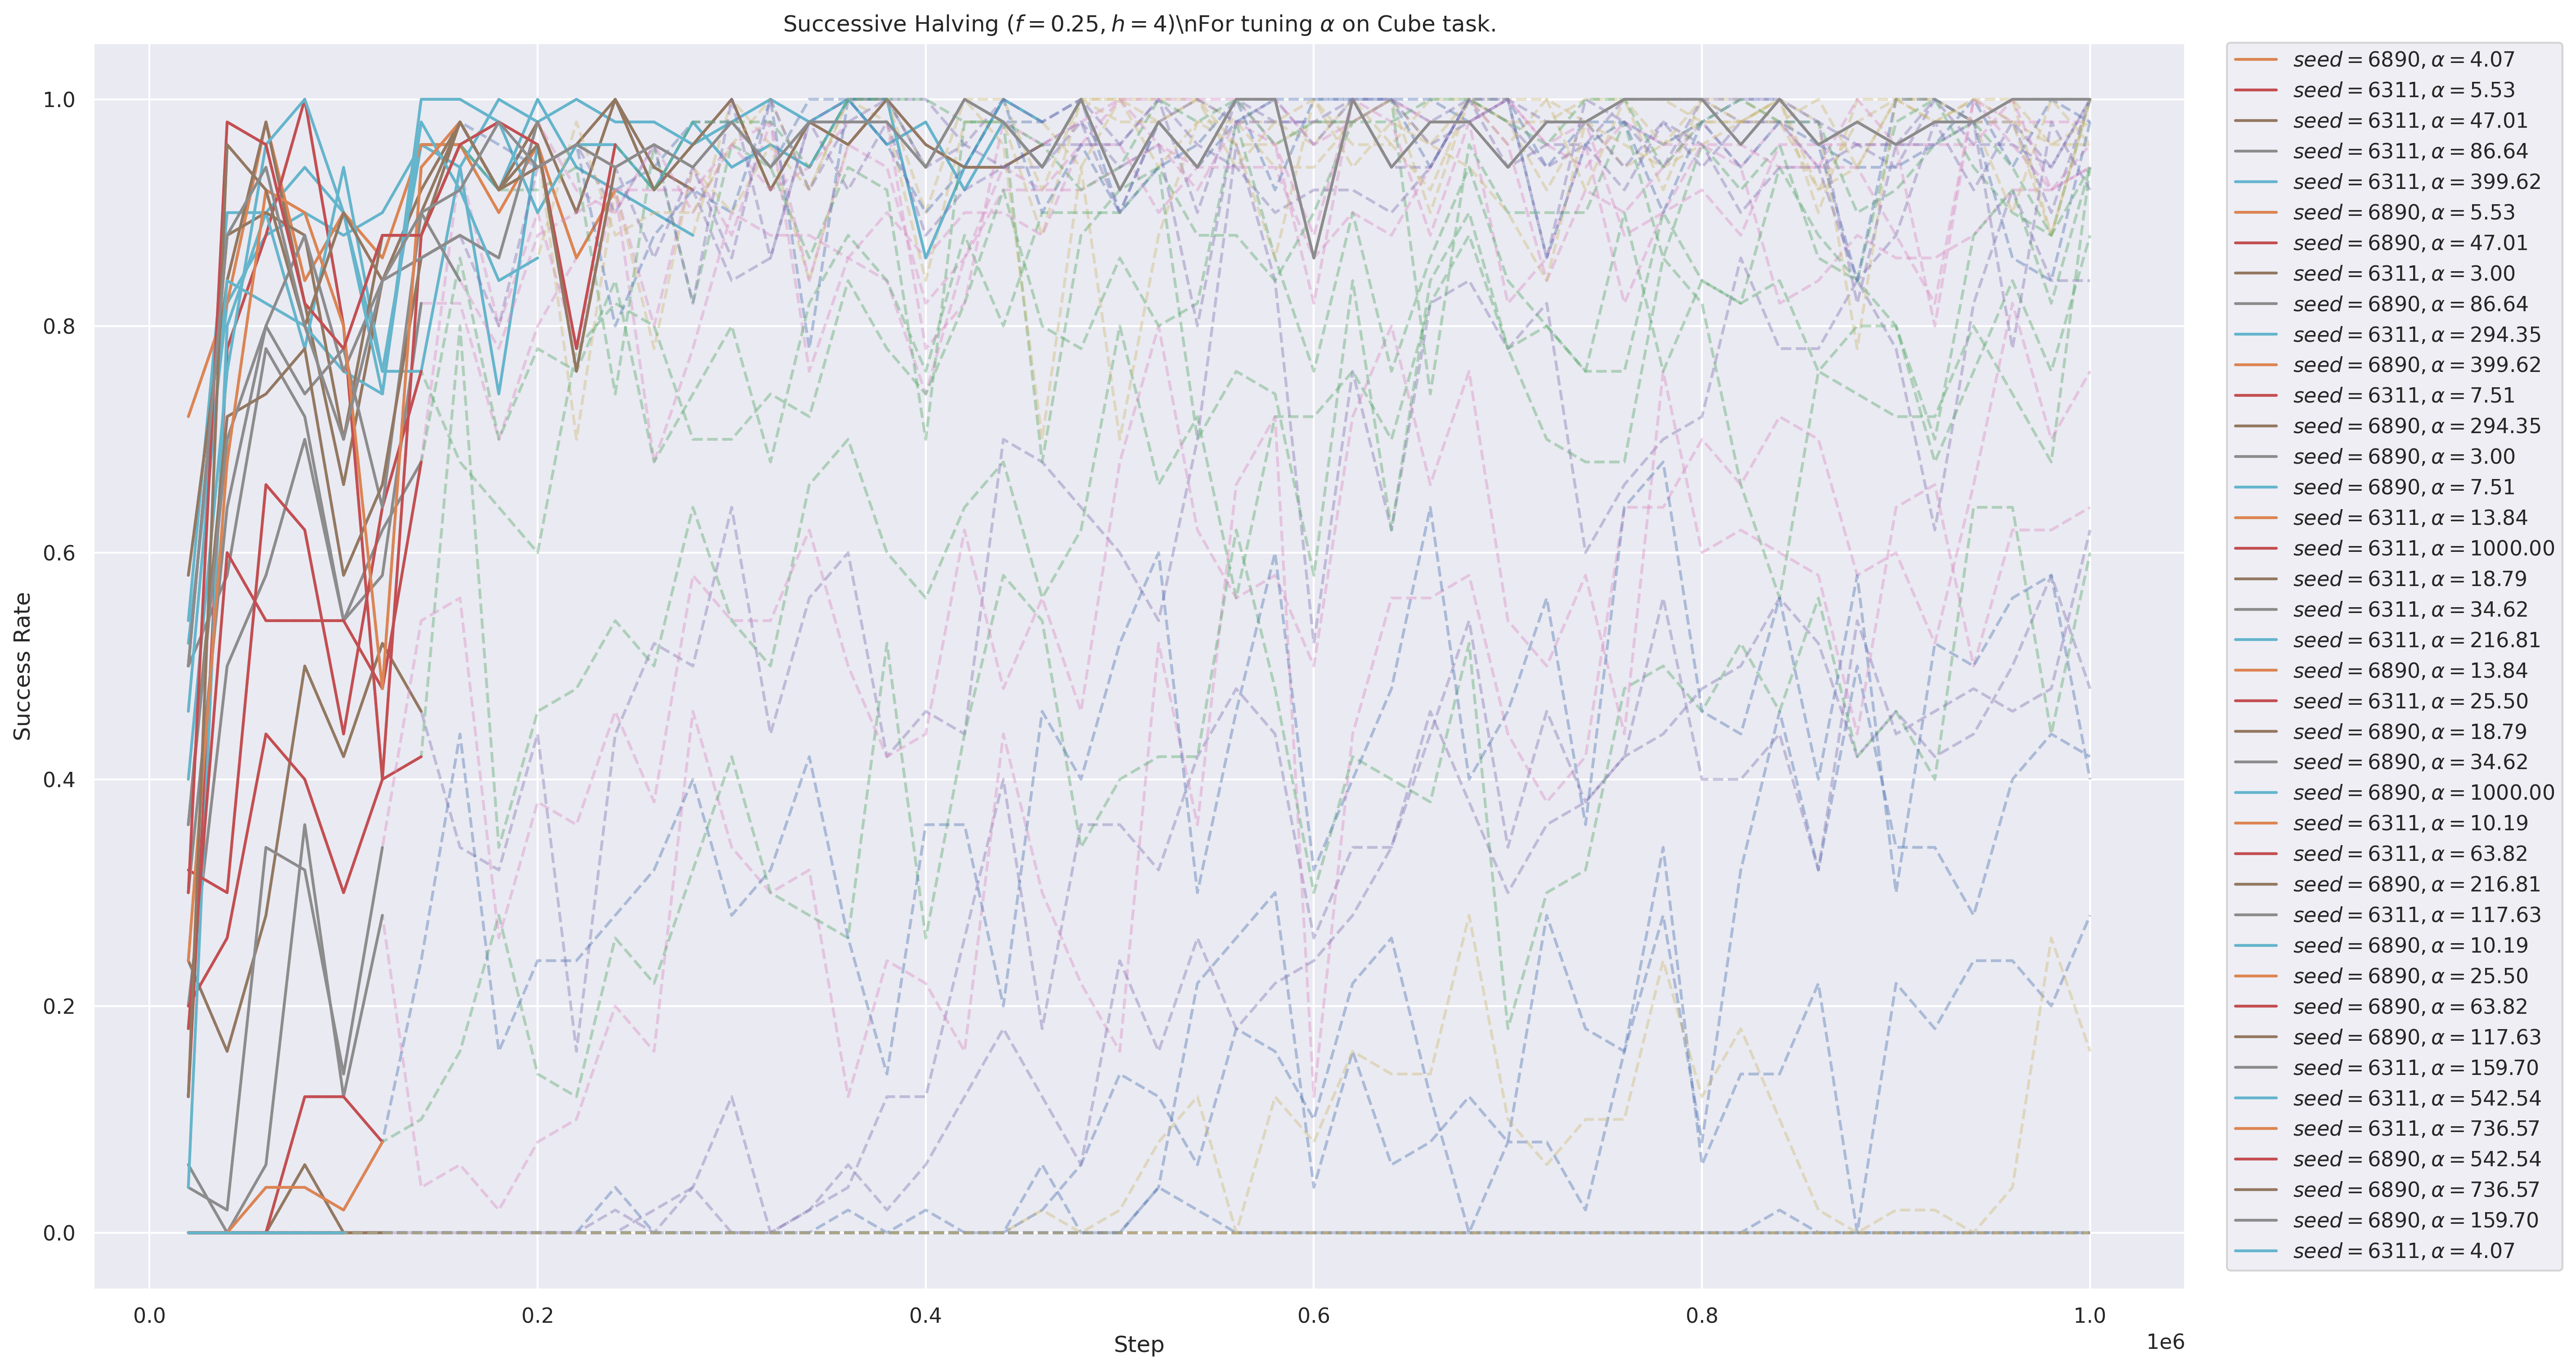 Successive Halving (f = 0.25, h = 4)\nFor tuning α on Cube task.
1.0
0.8
0.6
0.4
0.2
0.0
Success Rate
0.0 0.2 0.4 0.6 0.8 1.0
1e6
Step
seed = 6890, α = 4.07
seed = 6311, α = 5.53
seed = 6311, α = 47.01
seed = 6311, α = 86.64
seed = 6311, α = 399.62
seed = 6890, α = 5.53
seed = 6890, α = 47.01
seed = 6311, α = 3.00
seed = 6890, α = 86.64
seed = 6311, α = 294.35
seed = 6890, α = 399.62
seed = 6311, α = 7.51
seed = 6890, α = 294.35
seed = 6890, α = 3.00
seed = 6890, α = 7.51
seed = 6311, α = 13.84
seed = 6311, α = 1000.00
seed = 6311, α = 18.79
seed = 6311, α = 34.62
seed = 6311, α = 216.81
seed = 6890, α = 13.84
seed = 6311, α = 25.50
seed = 6890, α = 18.79
seed = 6890, α = 34.62
seed = 6890, α = 1000.00
seed = 6311, α = 10.19
seed = 6311, α = 63.82
seed = 6890, α = 216.81
seed = 6311, α = 117.63
seed = 6890, α = 10.19
seed = 6890, α = 25.50
seed = 6890, α = 63.82
seed = 6890, α = 117.63
seed = 6311, α = 159.70
seed = 6311, α = 542.54
seed = 6311, α = 736.57
seed = 6890, α = 542.54
seed = 6890, α = 736.57
seed = 6890, α = 159.70
seed = 6311, α = 4.07